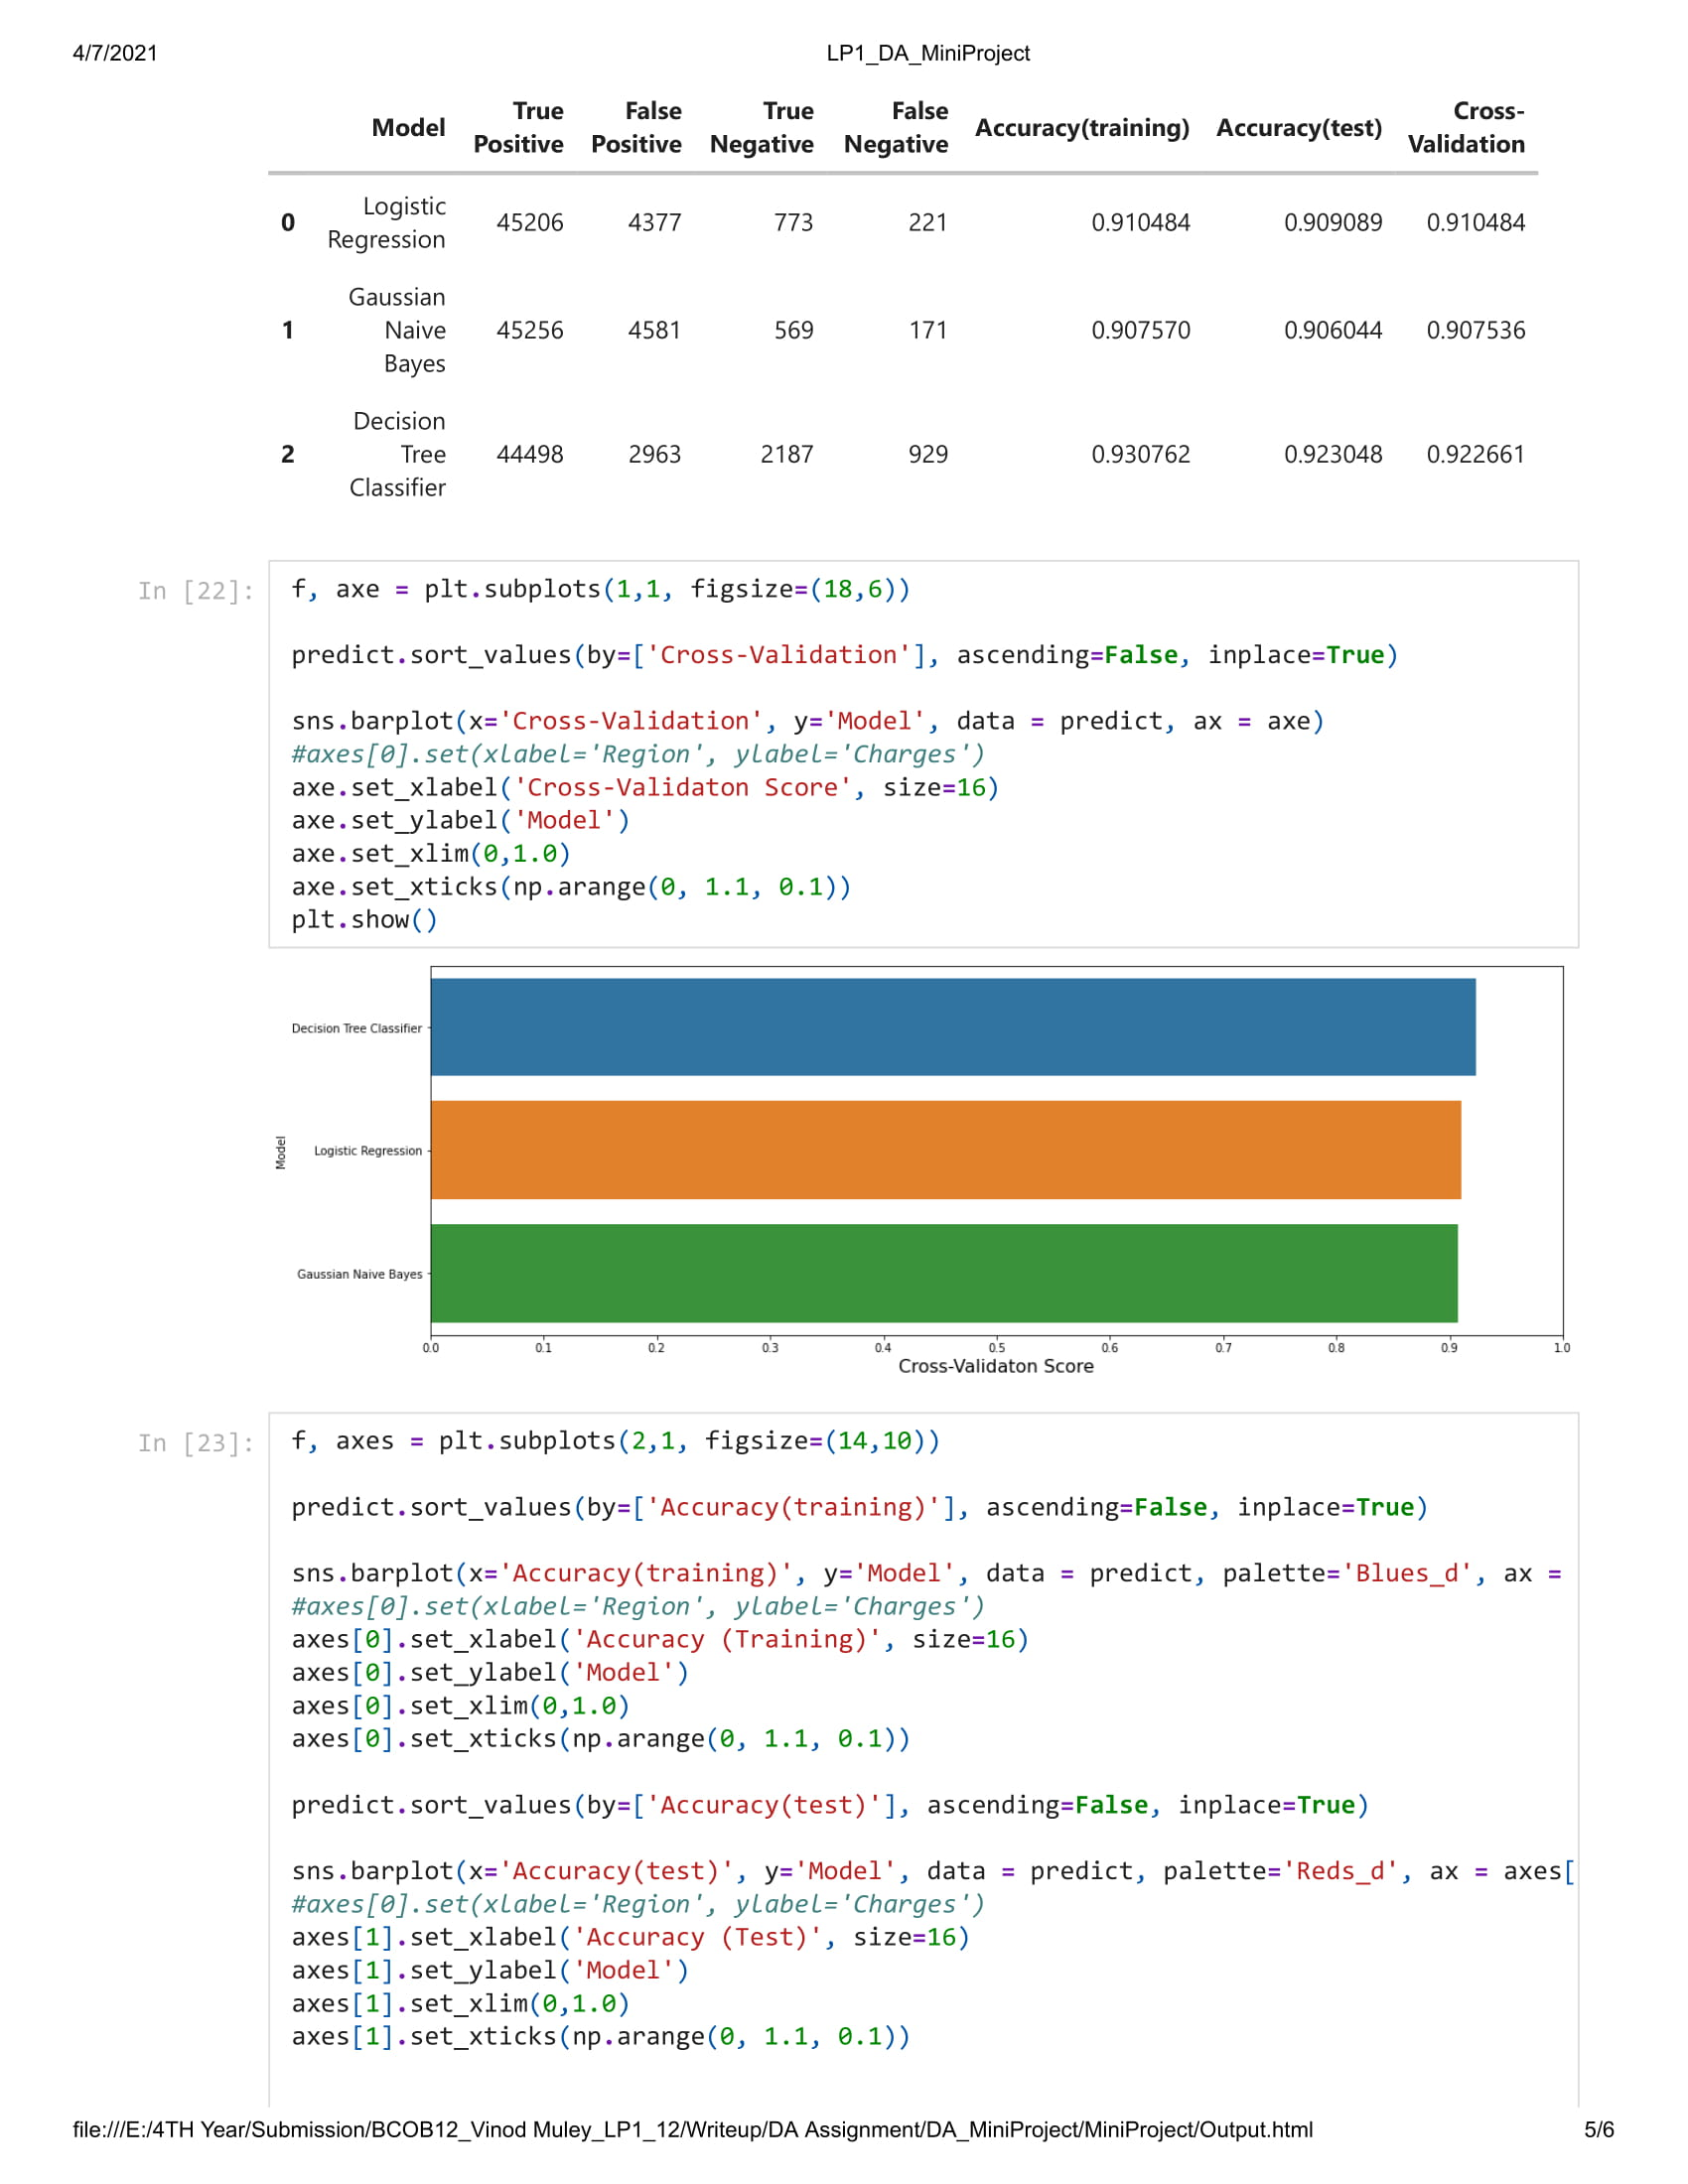 4/7/2021 LP1_DA_MiniProject
Model True Positive False Positive True Negative False Negative Accuracy(training) Accuracy(test) Cross-Validation
0 Logistic Regression 45206 4377 773 221 0.910484 0.909089 0.910484
1 Gaussian Naive Bayes 45256 4581 569 171 0.907570 0.906044 0.907536
2 Decision Tree Classifier 44498 2963 2187 929 0.930762 0.923048 0.922661
In [22]:
f, axe = plt.subplots(1,1, figsize=(18,6))
predict.sort_values(by=['Cross-Validation'], ascending=False, inplace=True)
sns.barplot(x='Cross-Validation', y='Model', data = predict, ax = axe)
#axes[0].set(xlabel='Region', ylabel='Charges')
axe.set_xlabel('Cross-Validaton Score', size=16)
axe.set_ylabel('Model')
axe.set_xlim(0,1.0)
axe.set_xticks(np.arange(0, 1.1, 0.1))
plt.show()
Model
Decision Tree Classifier
Logistic Regression
Gaussian Naive Bayes
0.0 0.1 0.2 0.3 0.4 0.5 0.6 0.7 0.8 0.9 1.0
Cross-Validaton Score
In [23]:
f, axes = plt.subplots(2,1, figsize=(14,10))
predict.sort_values(by=['Accuracy(training)'], ascending=False, inplace=True)
sns.barplot(x='Accuracy(training)', y='Model', data = predict, palette='Blues_d', ax =
#axes[0].set(xlabel='Region', ylabel='Charges')
axes[0].set_xlabel('Accuracy (Training)', size=16)
axes[0].set_ylabel('Model')
axes[0].set_xlim(0,1.0)
axes[0].set_xticks(np.arange(0, 1.1, 0.1))
predict.sort_values(by=['Accuracy(test)'], ascending=False, inplace=True)
sns.barplot(x='Accuracy(test)', y='Model', data = predict, palette='Reds_d', ax = axes[
#axes[0].set(xlabel='Region', ylabel='Charges')
axes[1].set_xlabel('Accuracy (Test)', size=16)
axes[1].set_ylabel('Model')
axes[1].set_xlim(0,1.0)
axes[1].set_xticks(np.arange(0, 1.1, 0.1))
file:///E:/4TH Year/Submission/BCOB12_Vinod Muley_LP1_12/Writeup/DA Assignment/DA_MiniProject/MiniProject/Output.html 5/6